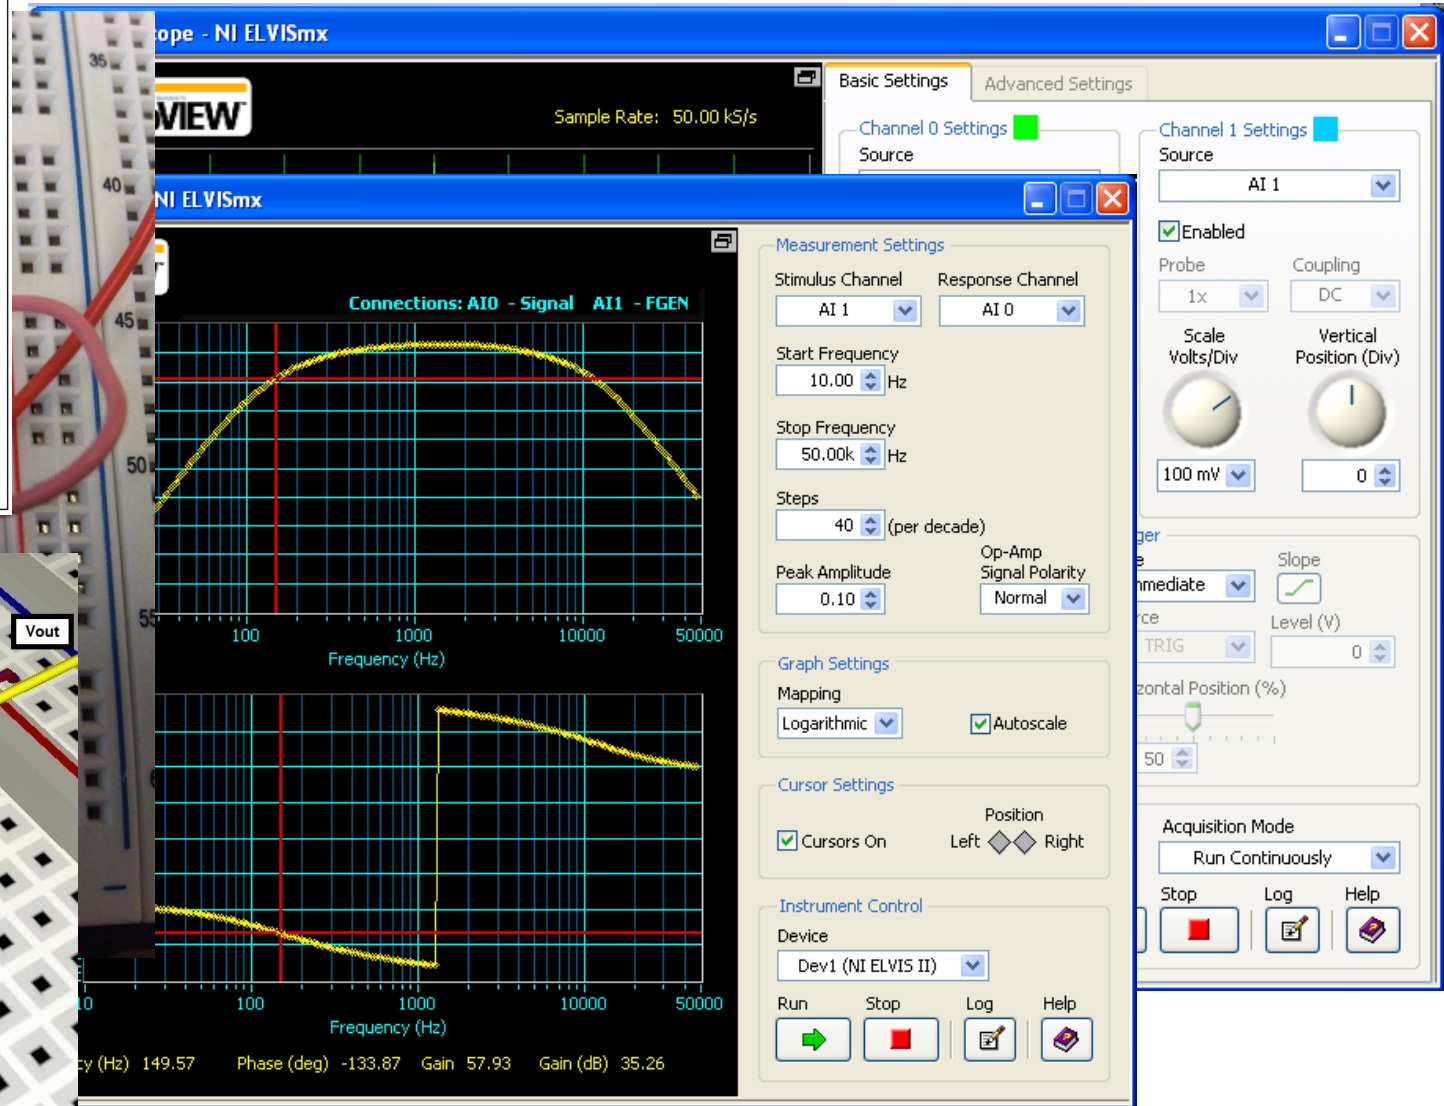 ope - NI ELVISmx
VIEW
Sample Rate: 50.00 kS/s
Basic Settings
Advanced Settings
Channel 0 Settings
Source
Channel 1 Settings
Source
AI 1
Enabled
Probe
Coupling
1x
DC
Scale
Volts/Div
Vertical
Position (Div)
100 mV
0
ger
Slope
mmediate
rce
Level (V)
TRIG
0
zontal Position (%)
50
Acquisition Mode
Run Continuously
Stop
Log
Help
NI ELVISmx
Connections: AI0 - Signal AI1 - FGEN
100
1000
10000
50000
Frequency (Hz)
10
100
1000
10000
50000
Frequency (Hz)
cy (Hz) 149.57 Phase (deg) -133.87 Gain 57.93 Gain (dB) 35.26
Measurement Settings
Stimulus Channel
Response Channel
AI 1
AI 0
Start Frequency
10.00 Hz
Stop Frequency
50.00k Hz
Steps
40 (per decade)
Peak Amplitude
0.10
Op-Amp
Signal Polarity
Normal
Graph Settings
Mapping
Logarithmic
Autoscale
Cursor Settings
Cursors On
Position
Left
Right
Instrument Control
Device
Dev1 (NI ELVIS II)
Run
Stop
Log
Help
35
40
45
50
55
Vout